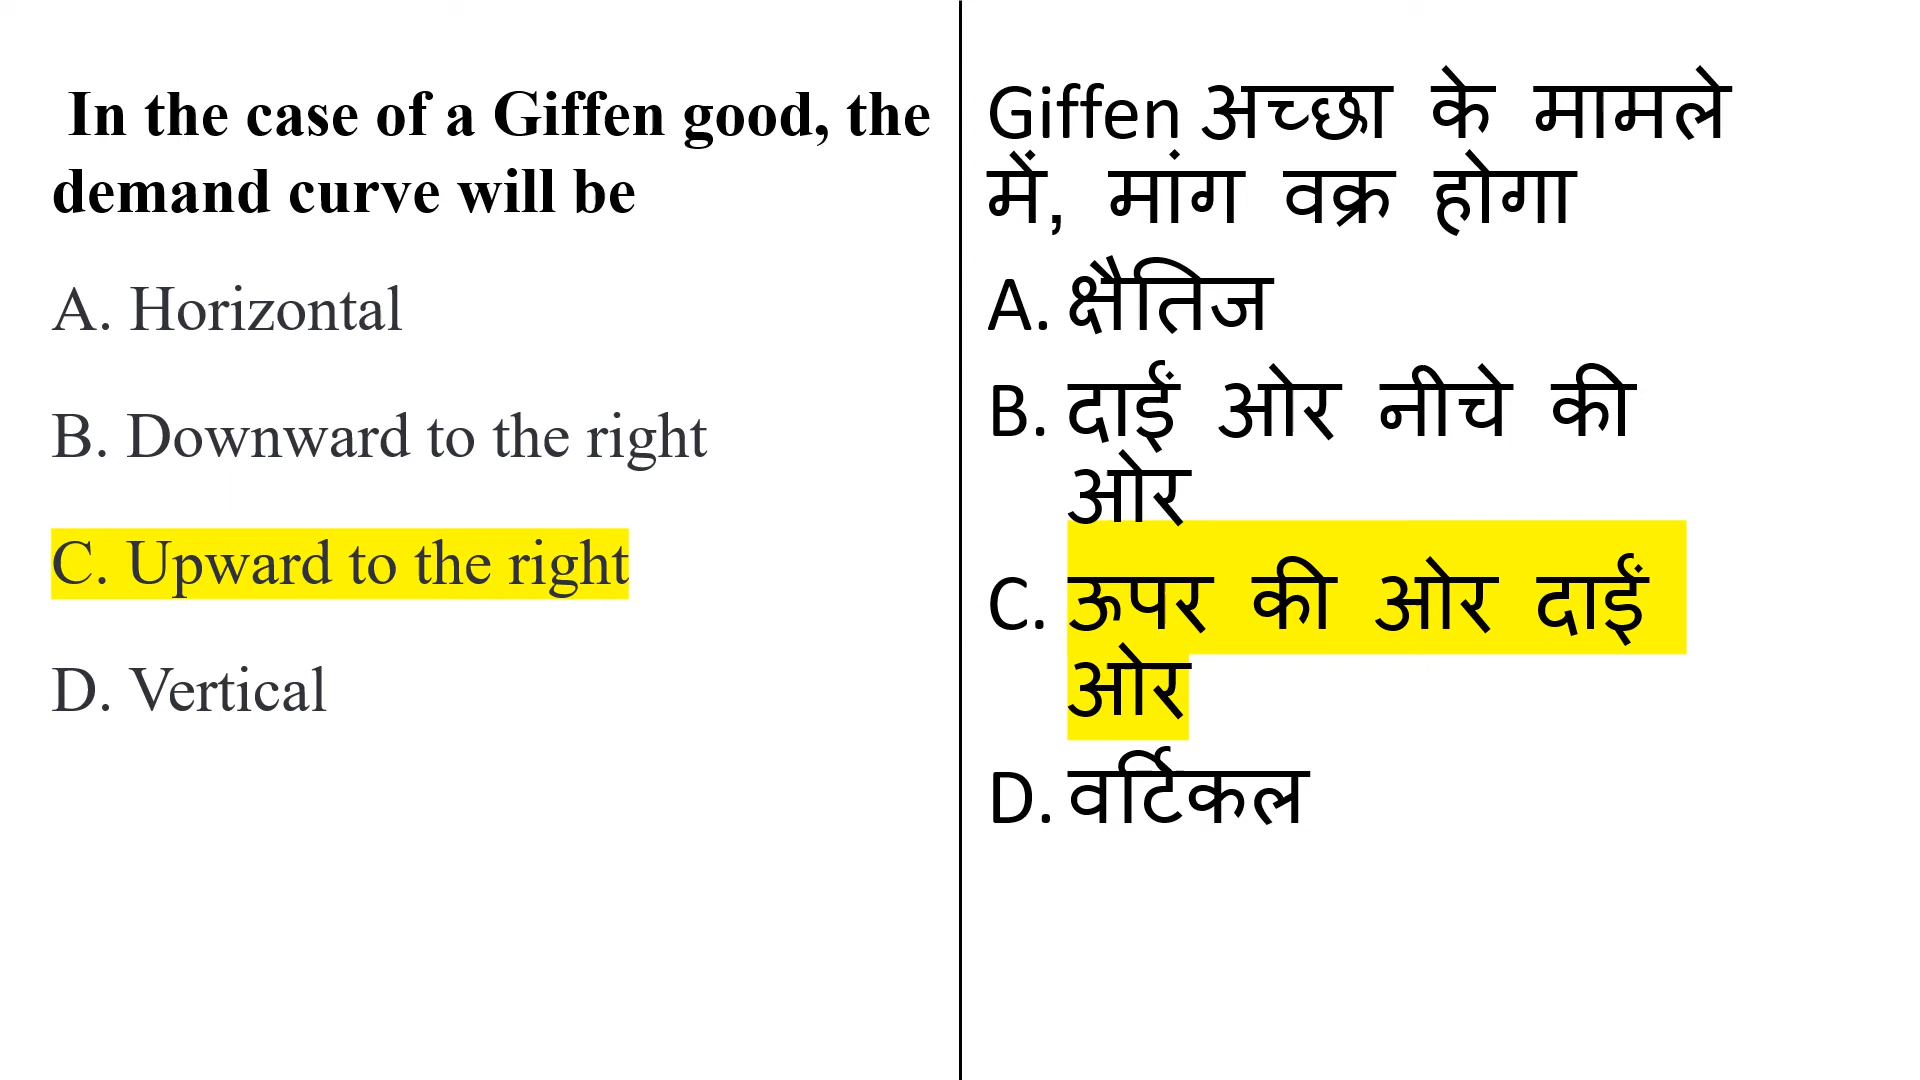 In the case of a Giffen good, the
demand curve will be
A. Horizontal
B. Downward to the right
C. Upward to the right
D. Vertical
Giffen अच्छा के मामले
में, मांग वक्र होगा
A. क्षैतिज
B. दाईं ओर नीचे की
ओर
C. ऊपर की ओर दाईं
ओर
D. वर्टिकल